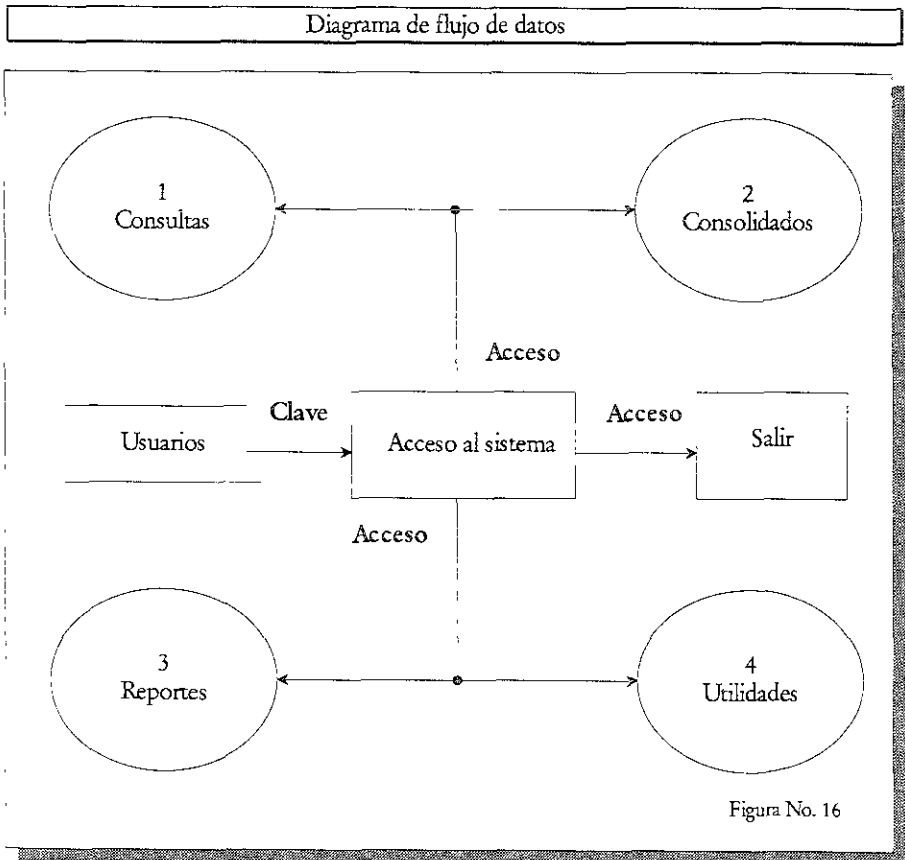 Diagrama de flujo de datos
1
Consultas
2
Consolidados
Acceso
Usuarios
Clave
Acceso al sistema
Acceso
Salir
Acceso
3
Reportes
4
Utilidades
Figura No. 16